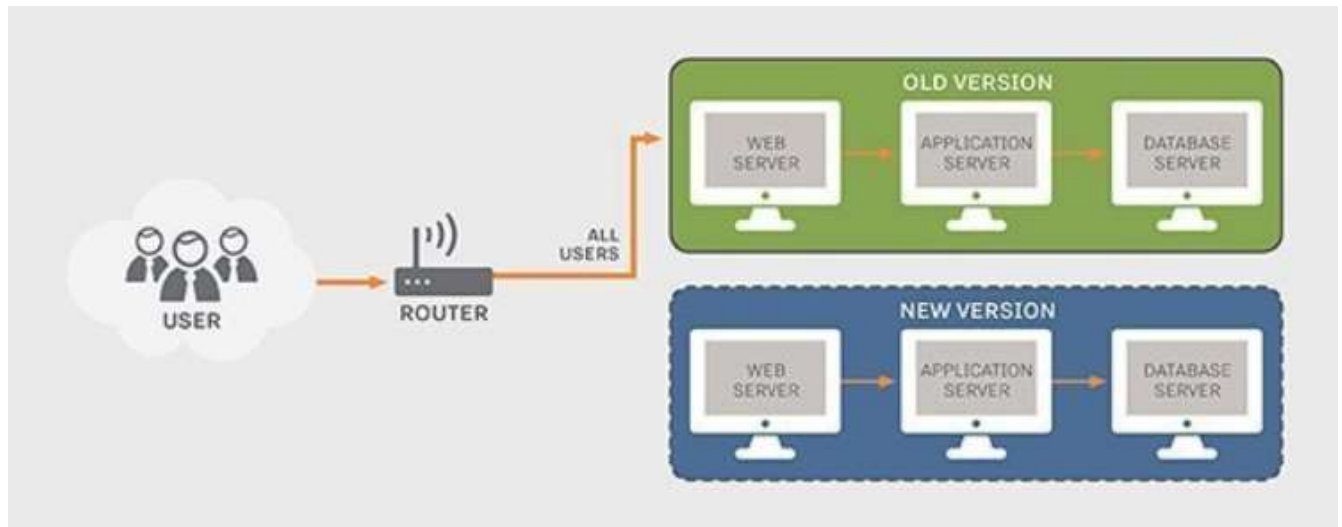 USER
ROUTER
ALL
USERS
OLD VERSION
WEB
SERVER
APPLICATION
SERVER
DATABASE
SERVER
NEW VERSION
WEB
SERVER
APPLICATION
SERVER
DATABASE
SERVER